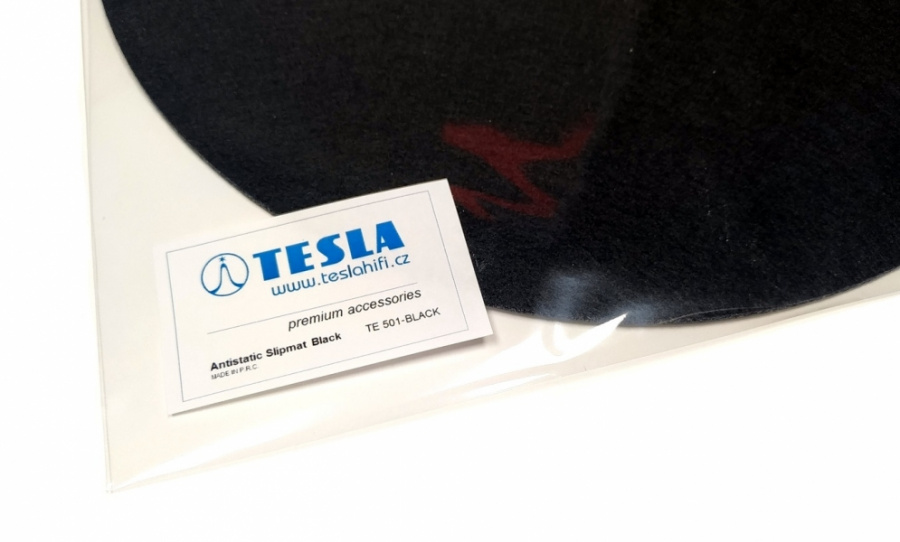 TESLA
www.teslahifi.cz
premium accessories
Antistatic Slipmat Black TE 501-BLACK
MADE IN P.R.C.